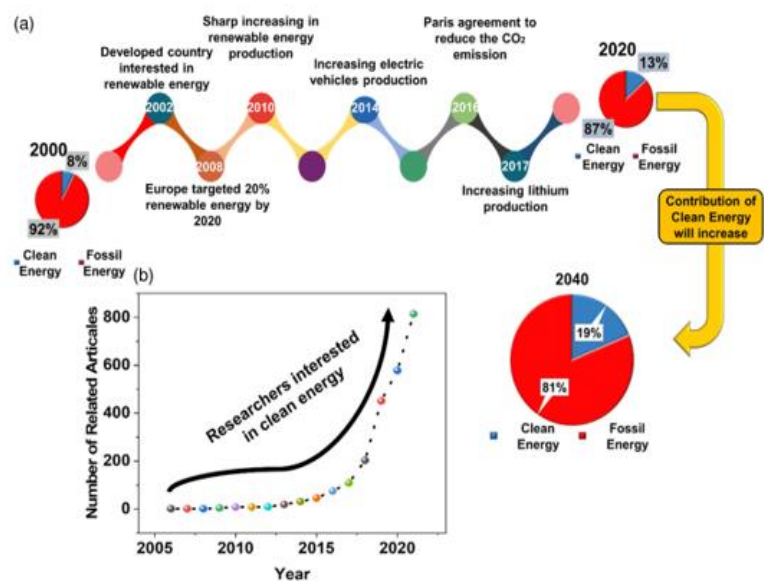 (a)
Developed country
interested in
renewable energy
Sharp increasing in
renewable energy
production
Increasing electric
vehicles production
Paris agreement to
reduce the CO₂
emission
2002
2010
2014
2016
2008
2017
Europe targeted 20%
renewable energy by
2020
Increasing lithium
production
2000
8%
92%
Clean
Energy
Fossil
Energy
2020
13%
87%
Clean
Energy
Fossil
Energy
Contribution of
Clean Energy
will increase
2040
19%
81%
Clean
Energy
Fossil
Energy
(b)
Number of Related Articales
800
600
400
200
0
Researchers interested
in clean energy
2005
2010
2015
2020
Year